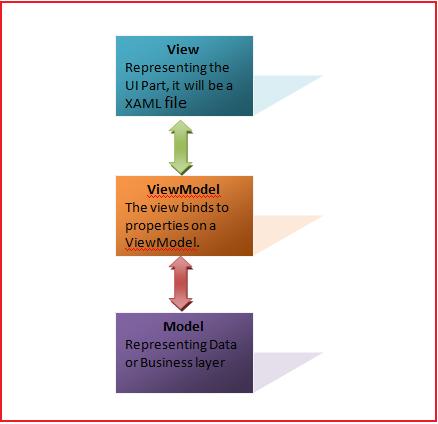 View
Representing the
UI Part, it will be a
XAML file
ViewModel
The view binds to
properties on a
ViewModel.
Model
Representing Data
or Business layer